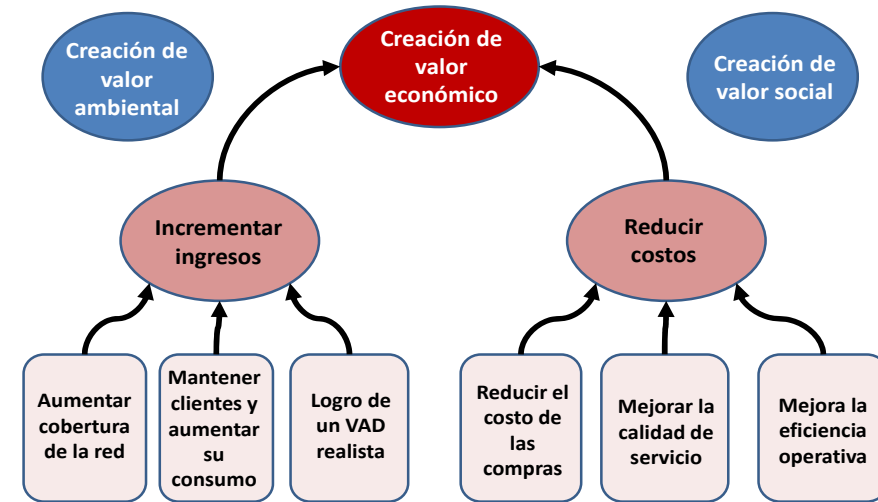 Creación de
valor
ambiental
Creación de
valor
económico
Creación de
valor social
Incrementar
ingresos
Reducir
costos
Aumentar
cobertura
de la red
Mantener
clientes y
aumentar
su
consumo
Logro de
un VAD
realista
Reducir el
costo de
las
compras
Mejorar la
calidad de
servicio
Mejora la
eficiencia
operativa